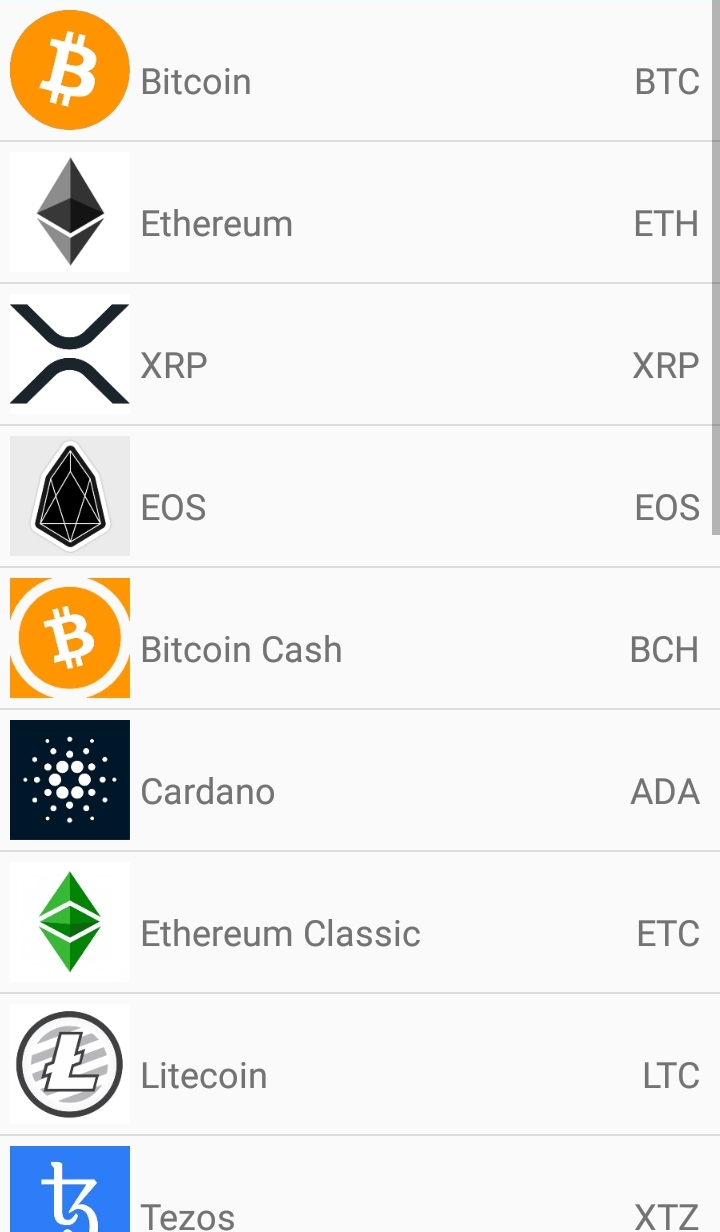 Bitcoin BTC
Ethereum ETH
XRP XRP
EOS EOS
Bitcoin Cash BCH
Cardano ADA
Ethereum Classic ETC
Litecoin LTC
Tezos XTZ